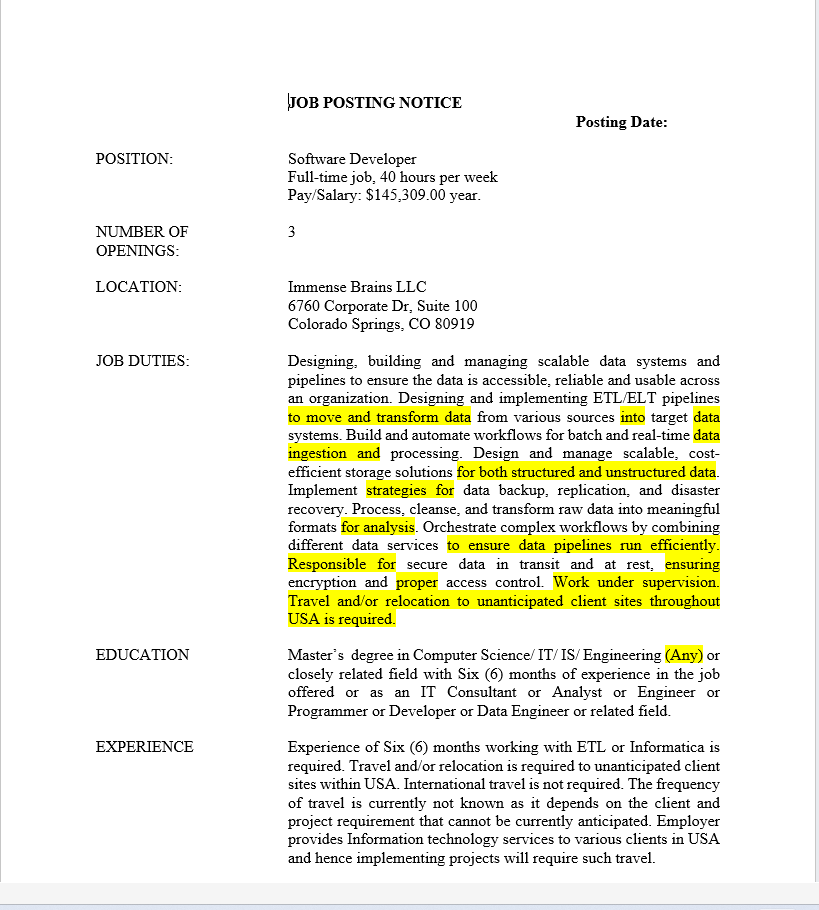 JOB POSTING NOTICE
Posting Date:
POSITION: Software Developer
Full-time job, 40 hours per week
Pay/Salary: $145,309.00 year.
NUMBER OF 3
OPENINGS:
LOCATION: Immense Brains LLC
6760 Corporate Dr, Suite 100
Colorado Springs, CO 80919
JOB DUTIES: Designing, building and managing scalable data systems and
pipelines to ensure the data is accessible, reliable and usable across
an organization. Designing and implementing ETL/ELT pipelines
to move and transform data from various sources into target data
systems. Build and automate workflows for batch and real-time data
ingestion and processing. Design and manage scalable, cost-
efficient storage solutions for both structured and unstructured data.
Implement strategies for data backup, replication, and disaster
recovery. Process, cleanse, and transform raw data into meaningful
formats for analysis. Orchestrate complex workflows by combining
different data services to ensure data pipelines run efficiently.
Responsible for secure data in transit and at rest, ensuring
encryption and proper access control. Work under supervision.
Travel and/or relocation to unanticipated client sites throughout
USA is required.
EDUCATION Master's degree in Computer Science/ IT/ IS/ Engineering (Any) or
closely related field with Six (6) months of experience in the job
offered or as an IT Consultant or Analyst or Engineer or
Programmer or Developer or Data Engineer or related field.
EXPERIENCE Experience of Six (6) months working with ETL or Informatica is
required. Travel and/or relocation is required to unanticipated client
sites within USA. International travel is not required. The frequency
of travel is currently not known as it depends on the client and
project requirement that cannot be currently anticipated. Employer
provides Information technology services to various clients in USA
and hence implementing projects will require such travel.